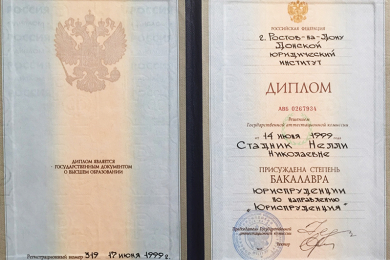 ДИПЛОМ ЯВЛЯЕТСЯ
ГОСУДАРСТВЕННЫМ ДОКУМЕНТОМ
О ВЫСШЕМ ОБРАЗОВАНИИ
Регистрационный номер 319 17 июня 1999 г.
РОССИЙСКАЯ ФЕДЕРАЦИЯ
г. Ростов-на-Дону
Донской
юридический
институт
ДИПЛОМ
АВБ 0267934
Решением
Государственной аттестационной комиссии
от "14 июня 1999 года
Стадник Нелли
Николаевне
ПРИСУЖДЕНА СТЕПЕНЬ
БАКАЛАВРА
Юриспруденции
по направлению
"Юриспруденция"
Председатель Государственной
аттестационной комиссии
Ректор